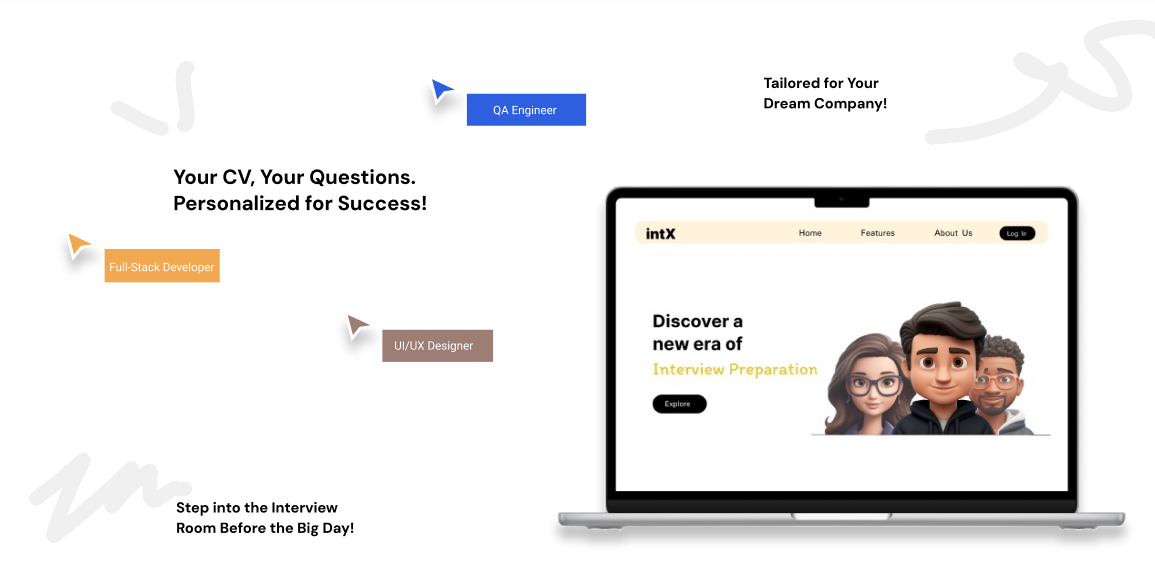 QA Engineer
Tailored for Your
Dream Company!
Your CV, Your Questions.
Personalized for Success!
Full-Stack Developer
UI/UX Designer
intX
Home
Features
About Us
Log In
Discover a
new era of
Interview Preparation
Explore
Step into the Interview
Room Before the Big Day!